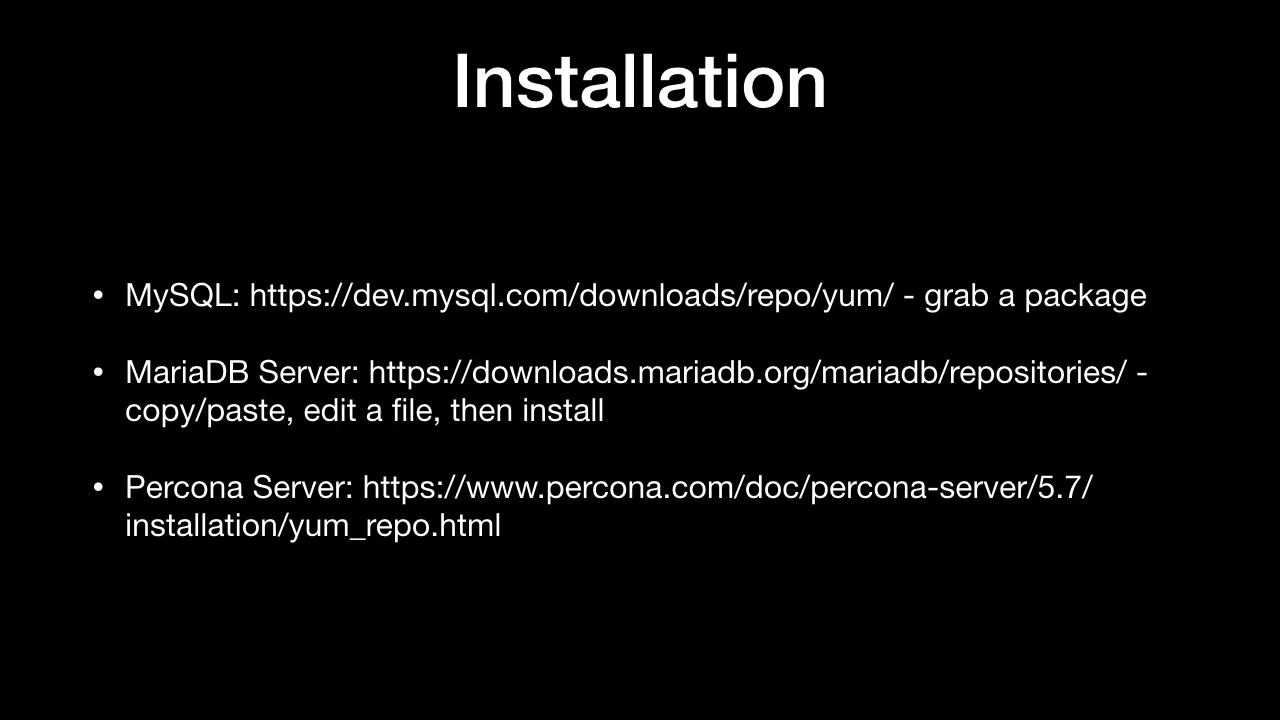 Installation
• MySQL: https://dev.mysql.com/downloads/repo/yum/ - grab a package
• MariaDB Server: https://downloads.mariadb.org/mariadb/repositories/ -
copy/paste, edit a file, then install
• Percona Server: https://www.percona.com/doc/percona-server/5.7/
installation/yum_repo.html